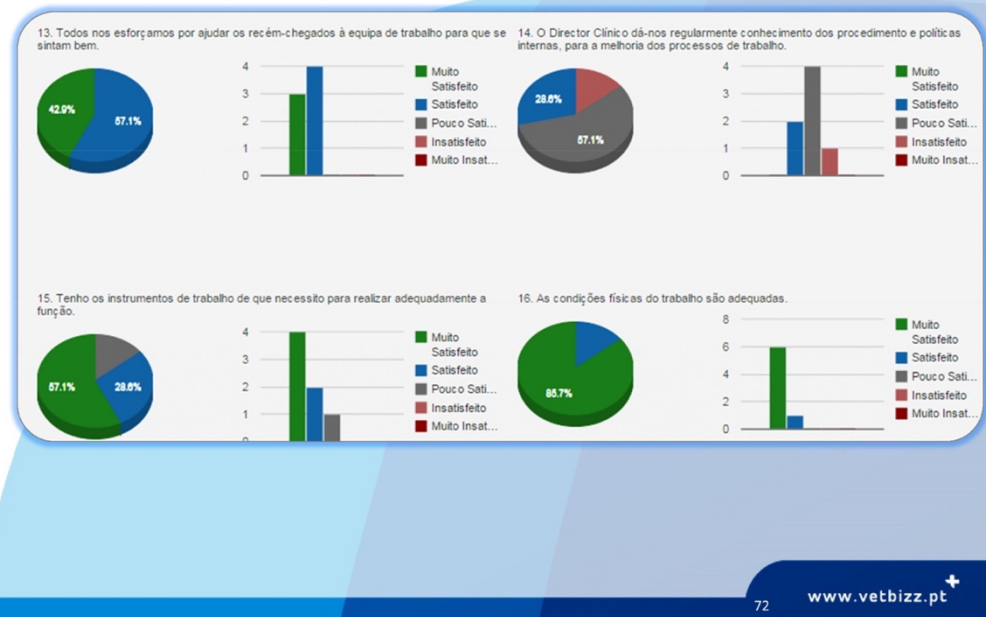 13. Todos nos esforçamos por ajudar os recém-chegados à equipa de trabalho para que se
sintam bem.
42.9%
57.1%
4
3
2
1
0
Muito
Satisfeito
Satisfeito
Pouco Sati...
Insatisfeito
Muito Insat...
14. O Director Clínico dá-nos regularmente conhecimento dos procedimento e políticas
internas, para a melhoria dos processos de trabalho.
28.6%
57.1%
4
3
2
1
0
Muito
Satisfeito
Satisfeito
Pouco Sati...
Insatisfeito
Muito Insat...
15. Tenho os instrumentos de trabalho de que necessito para realizar adequadamente a
função.
57.1%
28.6%
4
3
2
1
0
Muito
Satisfeito
Satisfeito
Pouco Sati...
Insatisfeito
Muito Insat...
16. As condições físicas do trabalho são adequadas.
85.7%
8
6
4
2
0
Muito
Satisfeito
Satisfeito
Pouco Sati...
Insatisfeito
Muito Insat...
72
www.vetbizz.pt